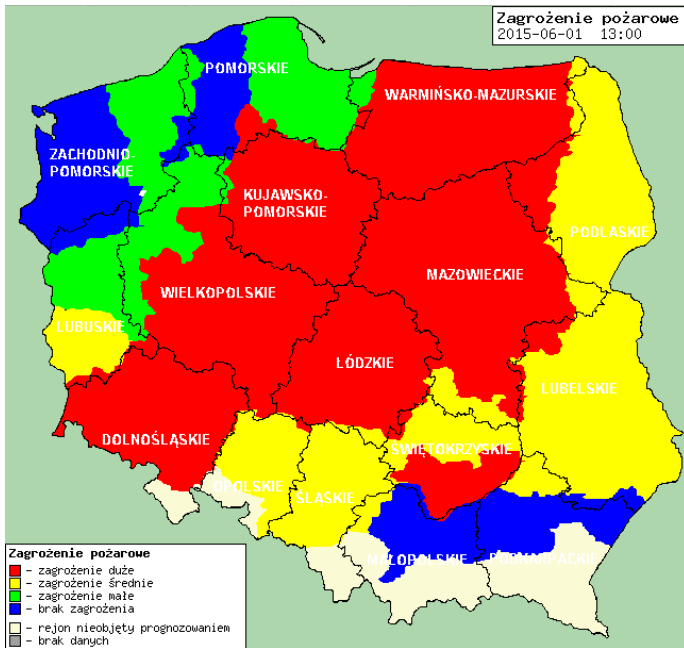 Zagrożenie pożarowe
2015-06-01 13:00
POMORSKIE
WARMIŃSKO-MAZURSKIE
ZACHODNIO-
POMORSKIE
KUJAWSKO-
POMORSKIE
PODLASKIE
MAZOWIECKIE
WIELKOPOLSKIE
LUBUSKIE
ŁÓDZKIE
LUBELSKIE
DOLNOŚLĄSKIE
ŚWIĘTOKRZYSKIE
OPOLSKIE
ŚLĄSKIE
MAŁOPOLSKIE
PODKARPACKIE
Zagrożenie pożarowe
- zagrożenie duże
- zagrożenie średnie
- zagrożenie małe
- brak zagrożenia
- rejon nieobjęty prognozowaniem
- brak danych